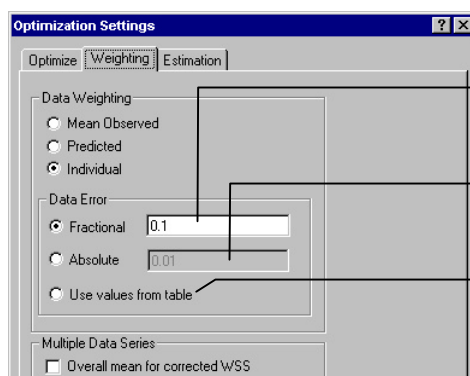 Optimization Settings
Optimize Weighting Estimation
Data Weighting
Mean Observed
Predicted
Individual
Data Error
Fractional 0.1
Absolute 0.01
Use values from table
Multiple Data Series
Overall mean for corrected WSS